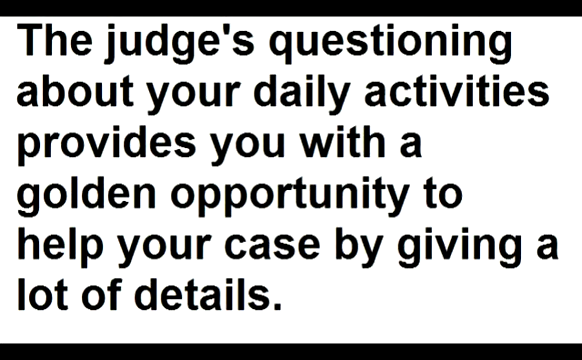 The judge's questioning
about your daily activities
provides you with a
golden opportunity to
help your case by giving a
lot of details.